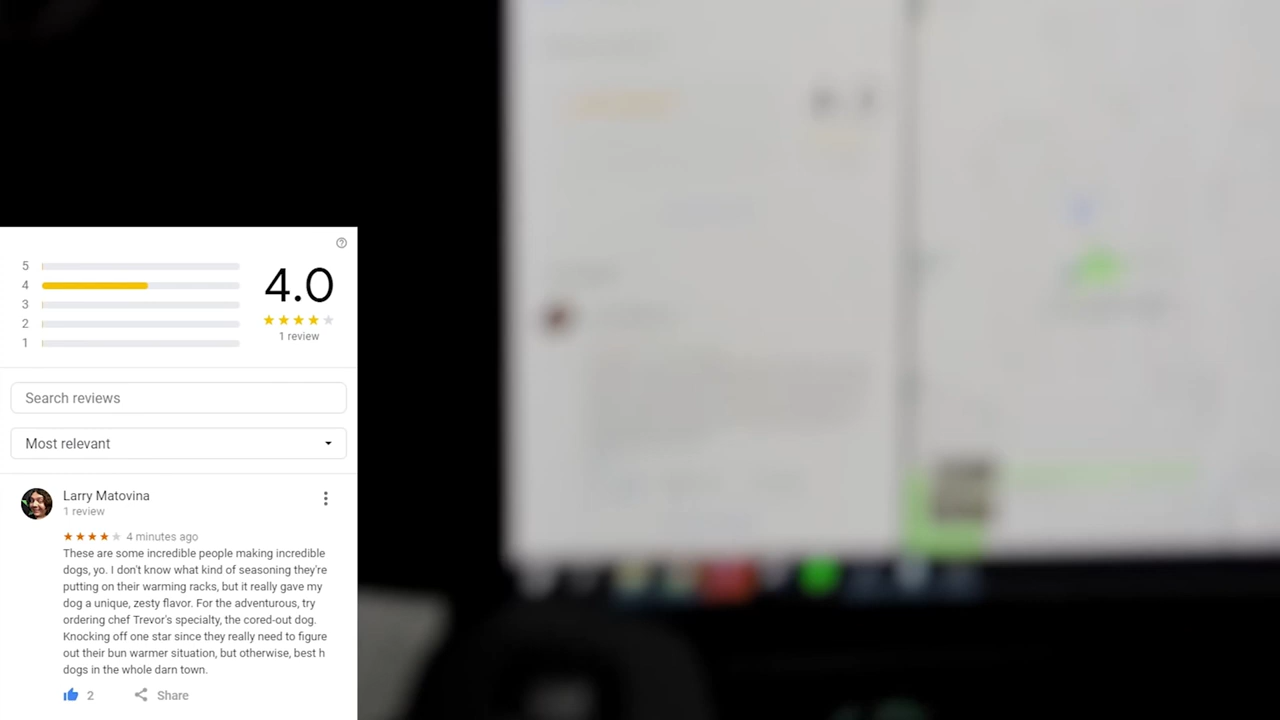 5
4
3
2
1
4.0
1 review
Search reviews
Most relevant
Larry Matovina
1 review
4 minutes ago
These are some incredible people making incredible
dogs, yo. I don't know what kind of seasoning they're
putting on their warming racks, but it really gave my
dog a unique, zesty flavor. For the adventurous, try
ordering chef Trevor's specialty, the cored-out dog.
Knocking off one star since they really need to figure
out their bun warmer situation, but otherwise, best h
dogs in the whole darn town.
2
Share